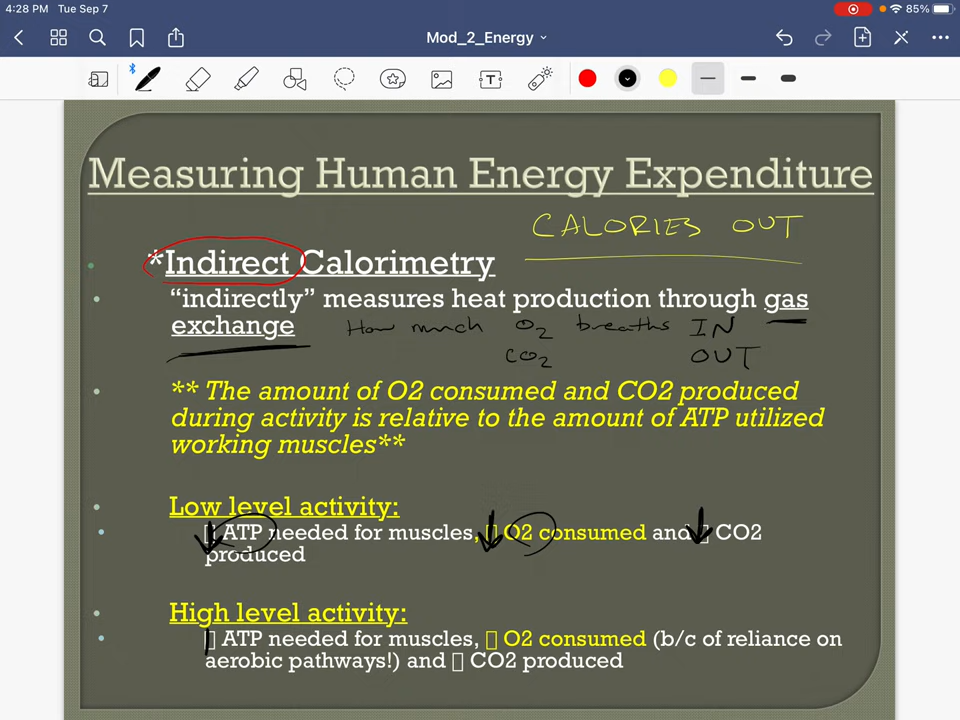 4:28 PM Tue Sep 7
85%
Mod_2_Energy
Measuring Human Energy Expenditure
CALORIES OUT
*Indirect Calorimetry
“indirectly” measures heat production through gas
exchange
How much O2 breaths IN
CO2 OUT
** The amount of O2 consumed and CO2 produced
during activity is relative to the amount of ATP utilized
working muscles**
Low level activity:
ATP needed for muscles, O2 consumed and CO2
produced
High level activity:
ATP needed for muscles, O2 consumed (b/c of reliance on
aerobic pathways!) and CO2 produced